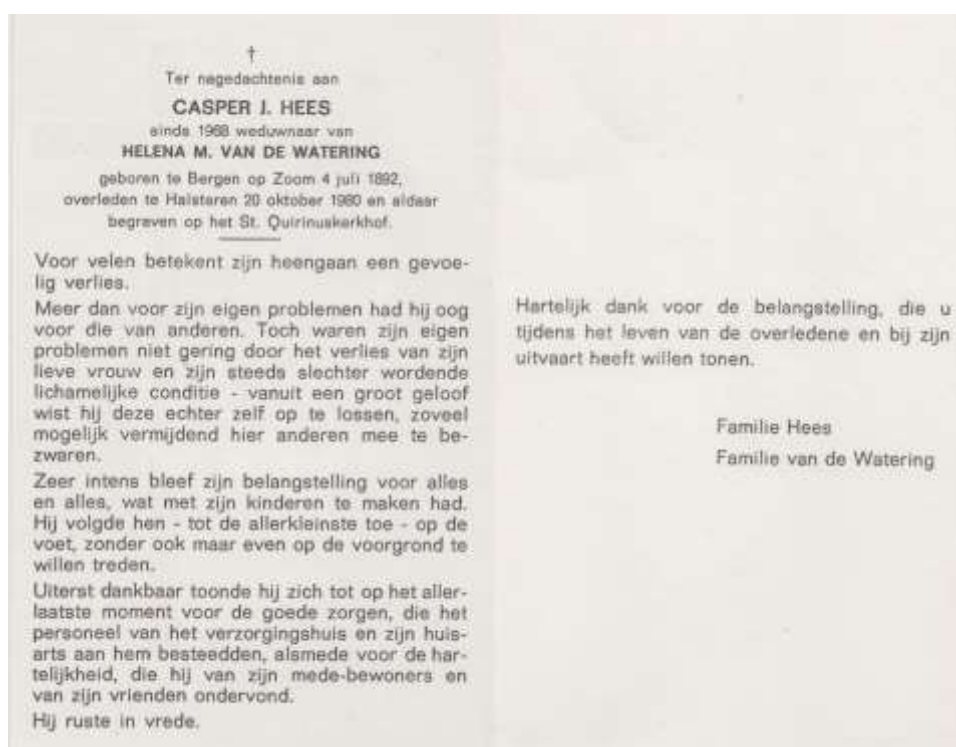 †
Ter nagedachtenis aan
CASPER J. HEES
sinds 1968 weduwnaar van
HELENA M. VAN DE WATERING
geboren te Bergen op Zoom 4 juli 1892,
overleden te Halsteren 20 oktober 1980 en aldaar
begraven op het St. Quirinuskerkhof.
Voor velen betekent zijn heengaan een gevoe-
lig verlies.
Meer dan voor zijn eigen problemen had hij oog
voor die van anderen. Toch waren zijn eigen
problemen niet gering door het verlies van zijn
lieve vrouw en zijn steeds slechter wordende
lichamelijke conditie - vanuit een groot geloof
wist hij deze echter zelf op te lossen, zoveel
mogelijk vermijdend hier anderen mee te be-
zwaren.
Zeer intens bleef zijn belangstelling voor alles
en alles, wat met zijn kinderen te maken had.
Hij volgde hen - tot de allerkleinste toe - op de
voet, zonder ook maar even op de voorgrond te
willen treden.
Uiterst dankbaar toonde hij zich tot op het aller-
laatste moment voor de goede zorgen, die het
personeel van het verzorgingshuis en zijn huis-
arts aan hem besteedden, alsmede voor de har-
telijkheid, die hij van zijn mede-bewoners en
van zijn vrienden ondervond.
Hij ruste in vrede.
Hartelijk dank voor de belangstelling, die u
tijdens het leven van de overledene en bij zijn
uitvaart heeft willen tonen.
Familie Hees
Familie van de Watering